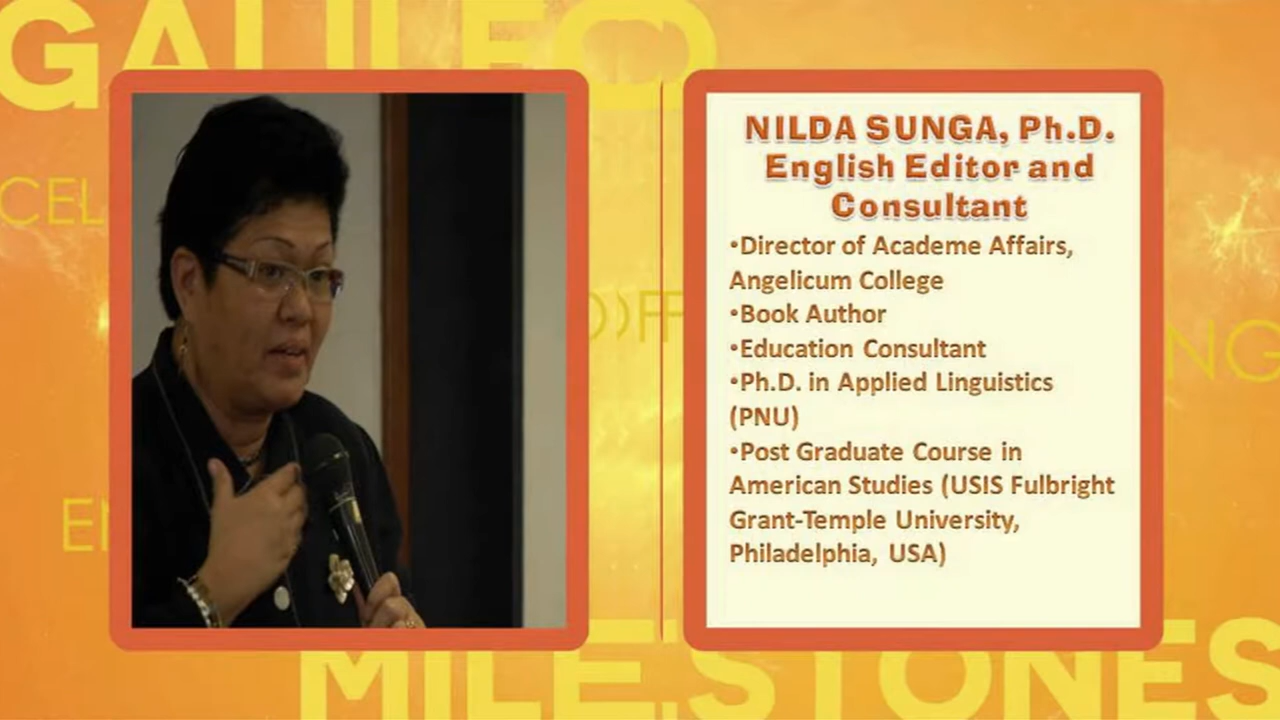 GALILEO
NILDA SUNGA, Ph.D.
English Editor and
Consultant
•Director of Academe Affairs,
Angelicum College
•Book Author
•Education Consultant
•Ph.D. in Applied Linguistics
(PNU)
•Post Graduate Course in
American Studies (USIS Fulbright
Grant-Temple University,
Philadelphia, USA)
MILESTONES